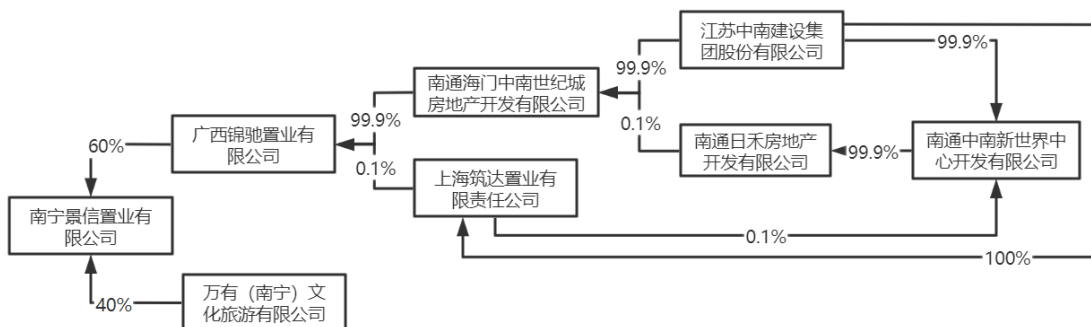 江苏中南建设集
团股份有限公司
99.9%
99.9%
南通海门中南世纪城
房地产开发有限公司
99.9%
0.1%
广西锦驰置业有
限公司
南通日禾房地产
开发有限公司
99.9%
南通中南新世界中
心开发有限公司
60%
0.1%
上海筑达置业有
限责任公司
南宁景信置业有
限公司
0.1%
100%
40%
万有（南宁）文
化旅游有限公司